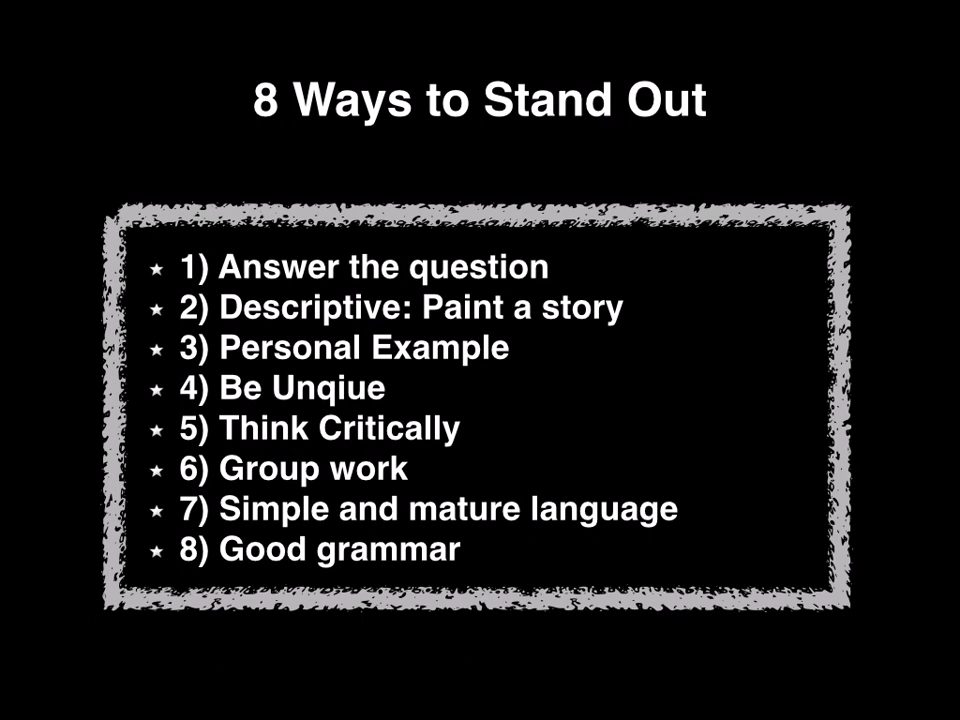 8 Ways to Stand Out
1) Answer the question
2) Descriptive: Paint a story
3) Personal Example
4) Be Unqiue
5) Think Critically
6) Group work
7) Simple and mature language
8) Good grammar